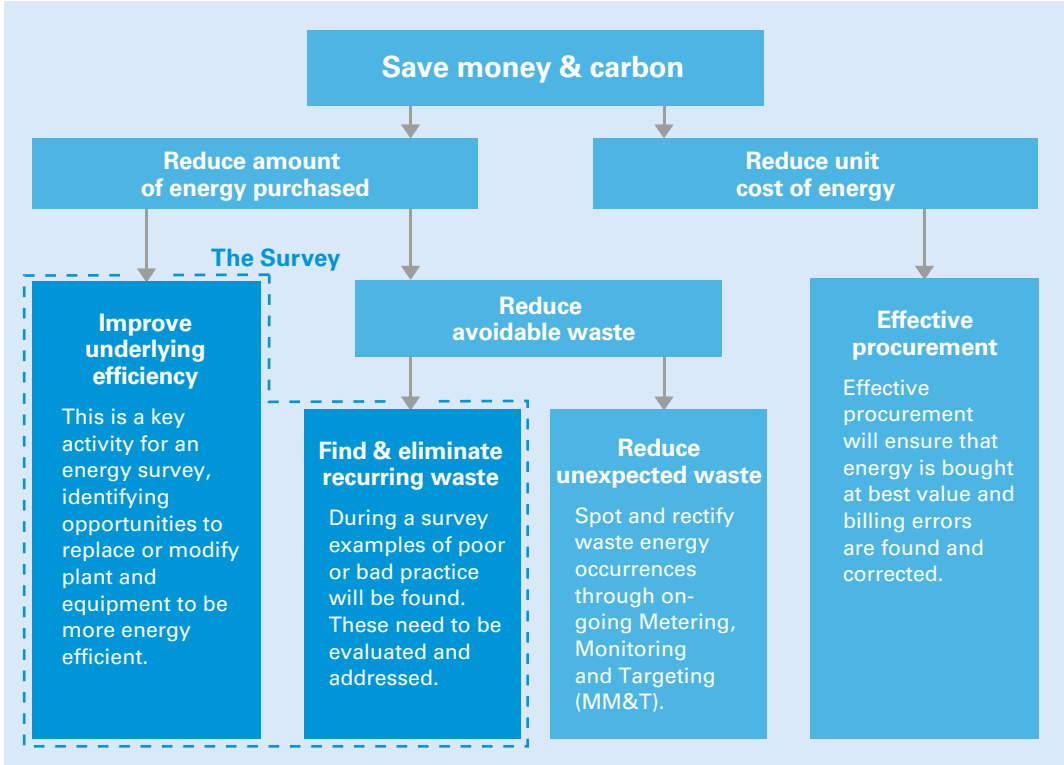 Save money & carbon
Reduce amount
of energy purchased
Reduce unit
cost of energy
The Survey
Improve
underlying
efficiency
This is a key
activity for an
energy survey,
identifying
opportunities to
replace or modify
plant and
equipment to be
more energy
efficient.
Reduce
avoidable waste
Find & eliminate
recurring waste
During a survey
examples of poor
or bad practice
will be found.
These need to be
evaluated and
addressed.
Reduce
unexpected waste
Spot and rectify
waste energy
occurrences
through on-
going Metering,
Monitoring
and Targeting
(MM&T).
Effective
procurement
Effective
procurement
will ensure that
energy is bought
at best value and
billing errors
are found and
corrected.